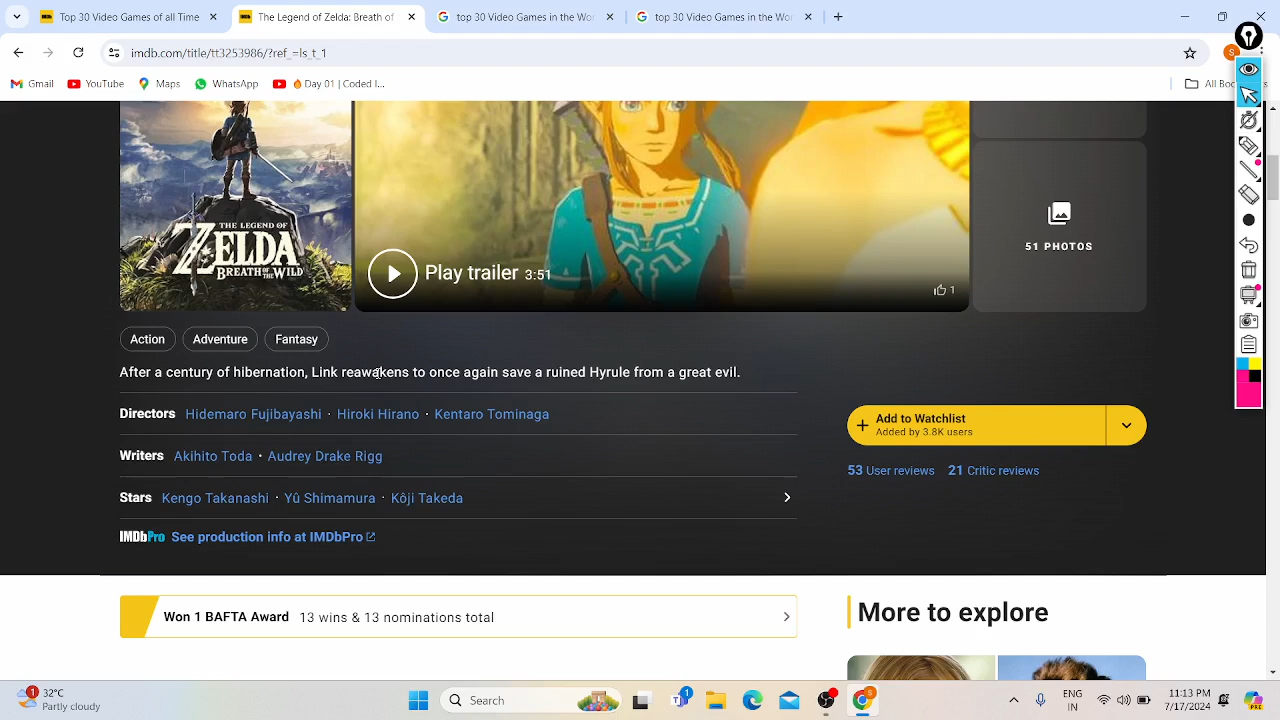 top 30 Video Games of all Time
The Legend of Zelda: Breath of
top 30 Video Games in the Wo
top 30 Video Games in the Wo
imdb.com/title/tt3253986/?ref_=ls_t_1
S
Gmail
YouTube
Maps
WhatsApp
Day 01 | Coded I...
All Boo
THE LEGEND OF
ZELDA
BREATH OF THE WILD
Play trailer 3:51
1
51 PHOTOS
Action
Adventure
Fantasy
After a century of hibernation, Link reawakens to once again save a ruined Hyrule from a great evil.
Directors Hidemaro Fujibayashi · Hiroki Hirano · Kentaro Tominaga
Add to Watchlist
Added by 3.8K users
Writers Akihito Toda · Audrey Drake Rigg
53 User reviews 21 Critic reviews
Stars Kengo Takanashi · Yû Shimamura · Kôji Takeda
IMDbPro See production info at IMDbPro
Won 1 BAFTA Award 13 wins & 13 nominations total
More to explore
1
32°C
Partly cloudy
Search
1
S
ENG
IN
11:13 PM
7/17/2024
PRE